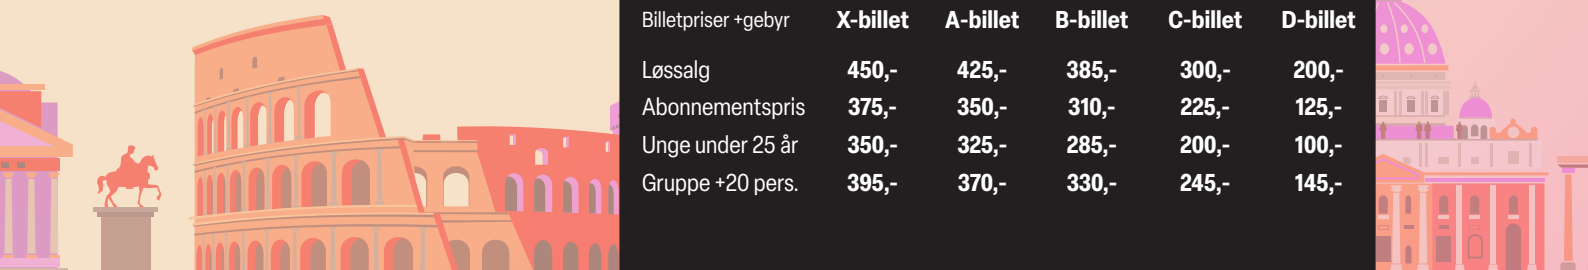 Billetpriser +gebyr X-billet A-billet B-billet C-billet D-billet
Løssalg 450,- 425,- 385,- 300,- 200,-
Abonnementspris 375,- 350,- 310,- 225,- 125,-
Unge under 25 år 350,- 325,- 285,- 200,- 100,-
Gruppe +20 pers. 395,- 370,- 330,- 245,- 145,-